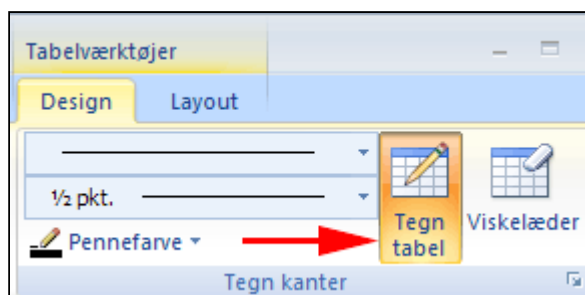 Tabelværktøjer
Design Layout
½ pkt.
Pennefarve
Tegn tabel
Viskelæder
Tegn kanter